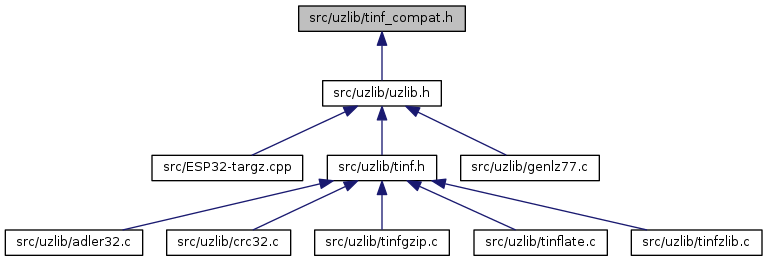 src/uzlib/tinf_compat.h
src/uzlib/uzlib.h
src/ESP32-targz.cpp
src/uzlib/tinf.h
src/uzlib/genlz77.c
src/uzlib/adler32.c
src/uzlib/crc32.c
src/uzlib/tinfgzip.c
src/uzlib/tinflate.c
src/uzlib/tinfzlib.c